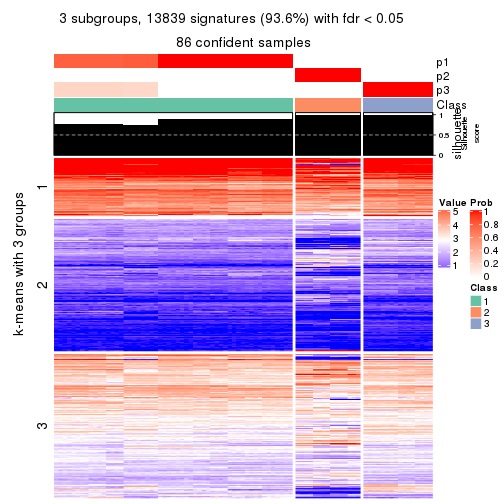 3 subgroups, 13839 signatures (93.6%) with fdr < 0.05
86 confident samples
p1
p2
p3
Class
1
0.5
0
silhouette
Silhouette
score
k-means with 3 groups
1
2
3
Value
5
4
3
2
1
Prob
1
0.8
0.6
0.4
0.2
0
Class
1
2
3